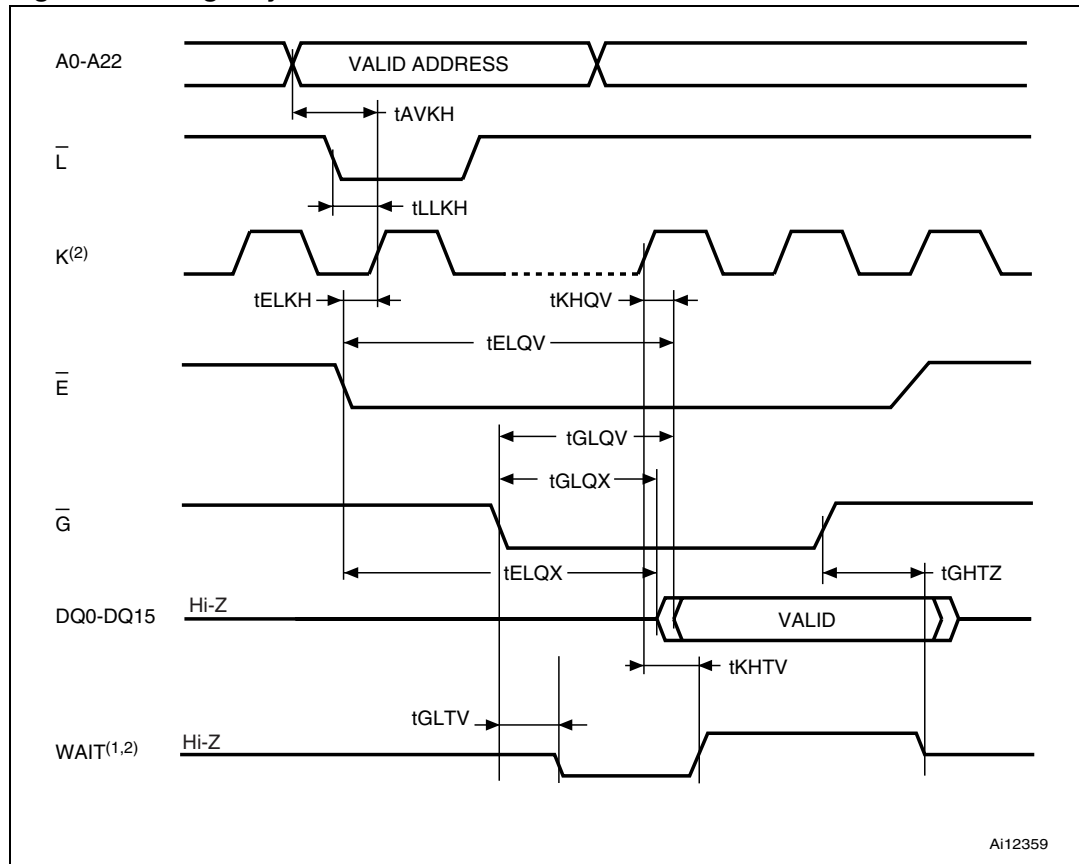 A0-A22
VALID ADDRESS
tAVKH
L
tLLKH
K(2)
tELKH
tKHQV
tELQV
E
tGLQV
tGLQX
G
tELQX
tGHTZ
DQ0-DQ15
Hi-Z
VALID
tKHTV
tGLTV
WAIT(1,2)
Hi-Z
Ai12359